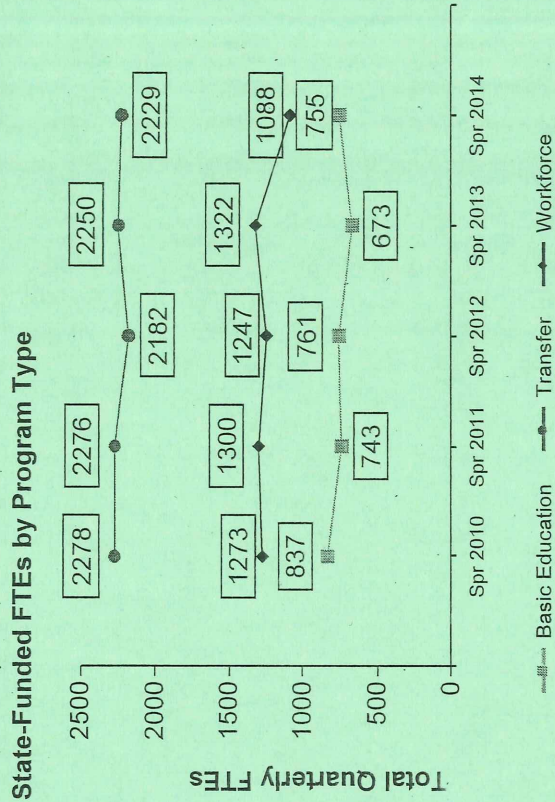 State-Funded FTEs by Program Type
Total Quarterly FTEs
2500
2000
1500
1000
500
0
2278
2276
2182
2250
2229
1273
1300
1247
1322
1088
837
743
761
673
755
Spr 2010
Spr 2011
Spr 2012
Spr 2013
Spr 2014
Basic Education
Transfer
Workforce